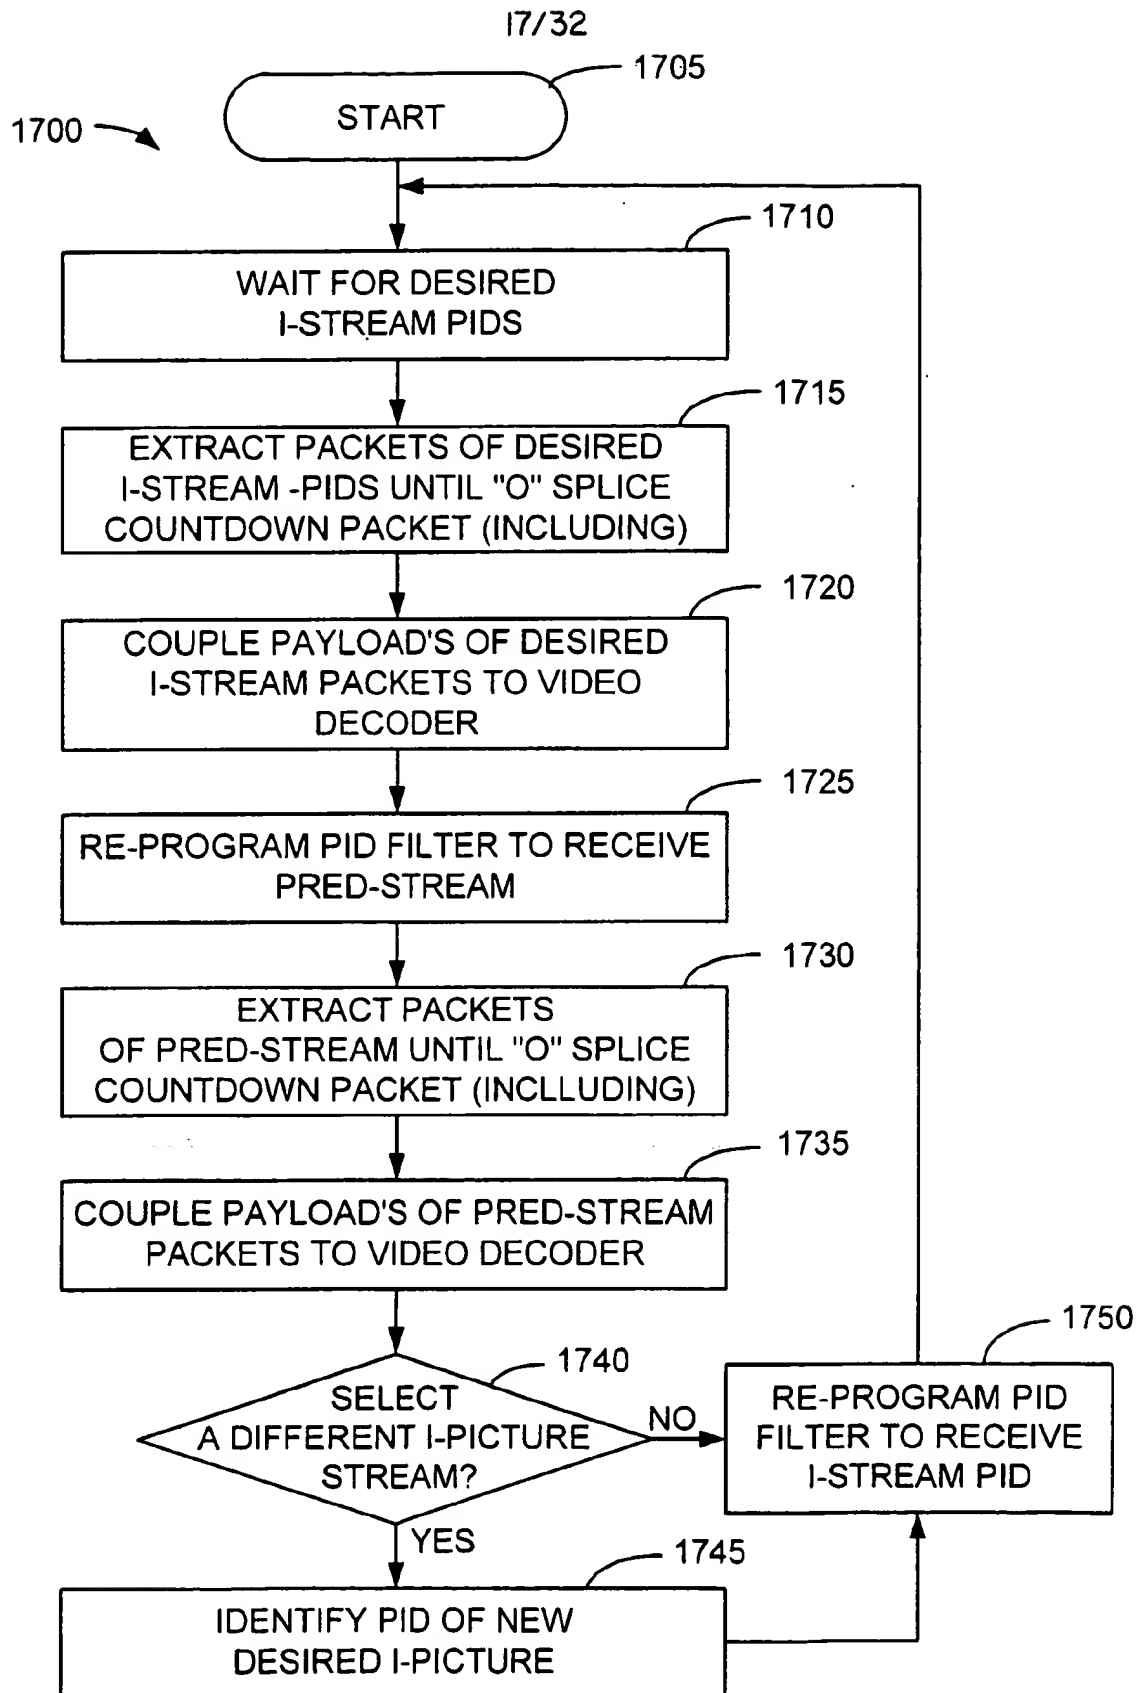 17/32
1705
START
1700
1710
WAIT FOR DESIRED
I-STREAM PIDS
1715
EXTRACT PACKETS OF DESIRED
I-STREAM -PIDS UNTIL "O" SPLICE
COUNTDOWN PACKET (INCLUDING)
1720
COUPLE PAYLOAD'S OF DESIRED
I-STREAM PACKETS TO VIDEO
DECODER
1725
RE-PROGRAM PID FILTER TO RECEIVE
PRED-STREAM
1730
EXTRACT PACKETS
OF PRED-STREAM UNTIL "O" SPLICE
COUNTDOWN PACKET (INCLLUDING)
1735
COUPLE PAYLOAD'S OF PRED-STREAM
PACKETS TO VIDEO DECODER
1740
SELECT
A DIFFERENT I-PICTURE
STREAM?
NO
YES
1750
RE-PROGRAM PID
FILTER TO RECEIVE
I-STREAM PID
1745
IDENTIFY PID OF NEW
DESIRED I-PICTURE